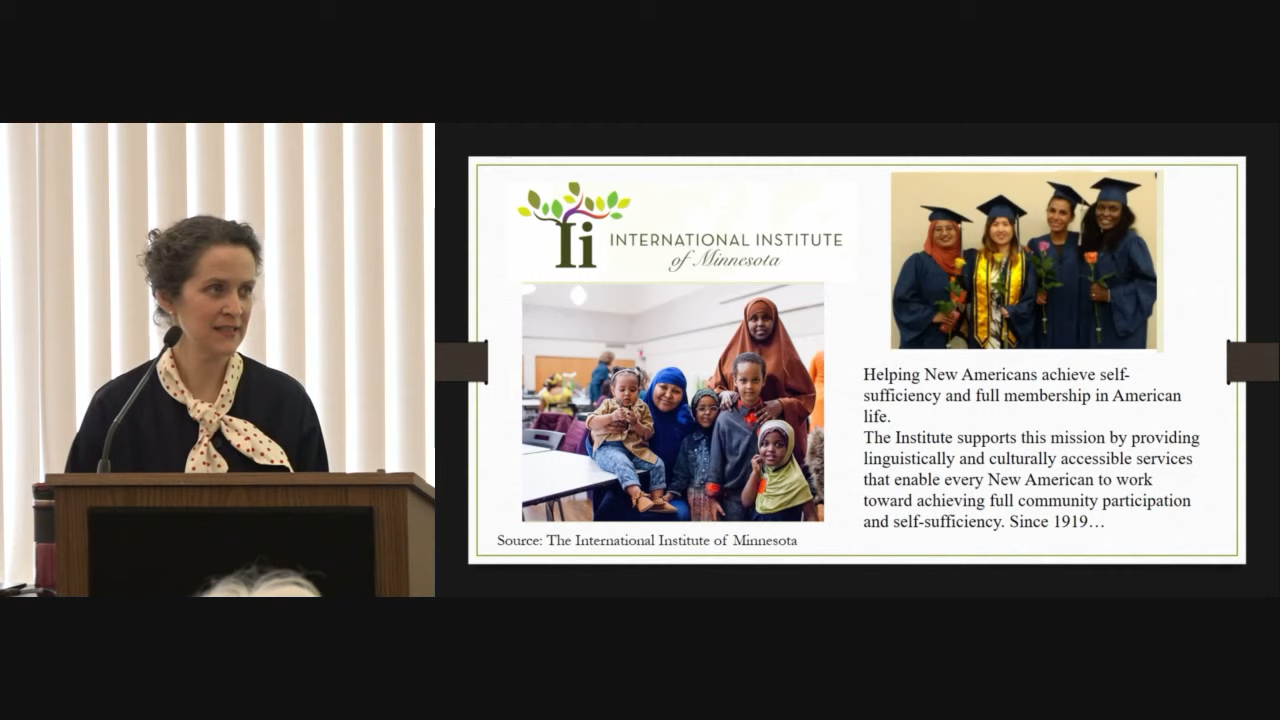 Ii INTERNATIONAL INSTITUTE
of Minnesota
Helping New Americans achieve self-
sufficiency and full membership in American
life.
The Institute supports this mission by providing
linguistically and culturally accessible services
that enable every New American to work
toward achieving full community participation
and self-sufficiency. Since 1919…
Source: The International Institute of Minnesota